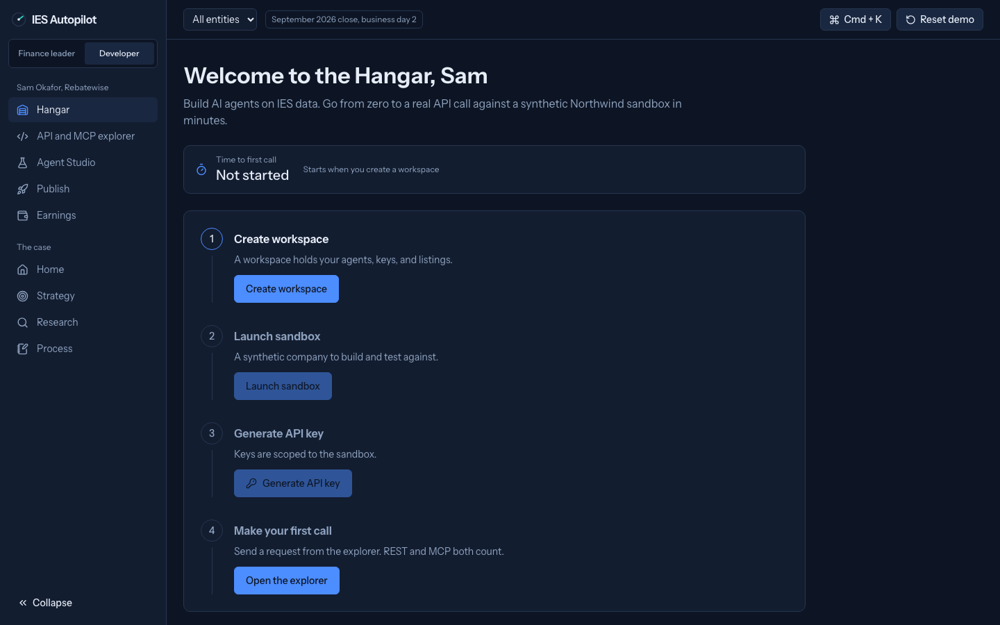 IES Autopilot
Finance leader
Developer
Sam Okafor, Rebatewise
Hangar
API and MCP explorer
Agent Studio
Publish
Earnings
The case
Home
Strategy
Research
Process
Collapse
All entities
September 2026 close, business day 2
Cmd + K
Reset demo
Welcome to the Hangar, Sam
Build AI agents on IES data. Go from zero to a real API call against a synthetic Northwind sandbox in
minutes.
Time to first call
Not started
Starts when you create a workspace
1
Create workspace
A workspace holds your agents, keys, and listings.
Create workspace
2
Launch sandbox
A synthetic company to build and test against.
Launch sandbox
3
Generate API key
Keys are scoped to the sandbox.
Generate API key
4
Make your first call
Send a request from the explorer. REST and MCP both count.
Open the explorer